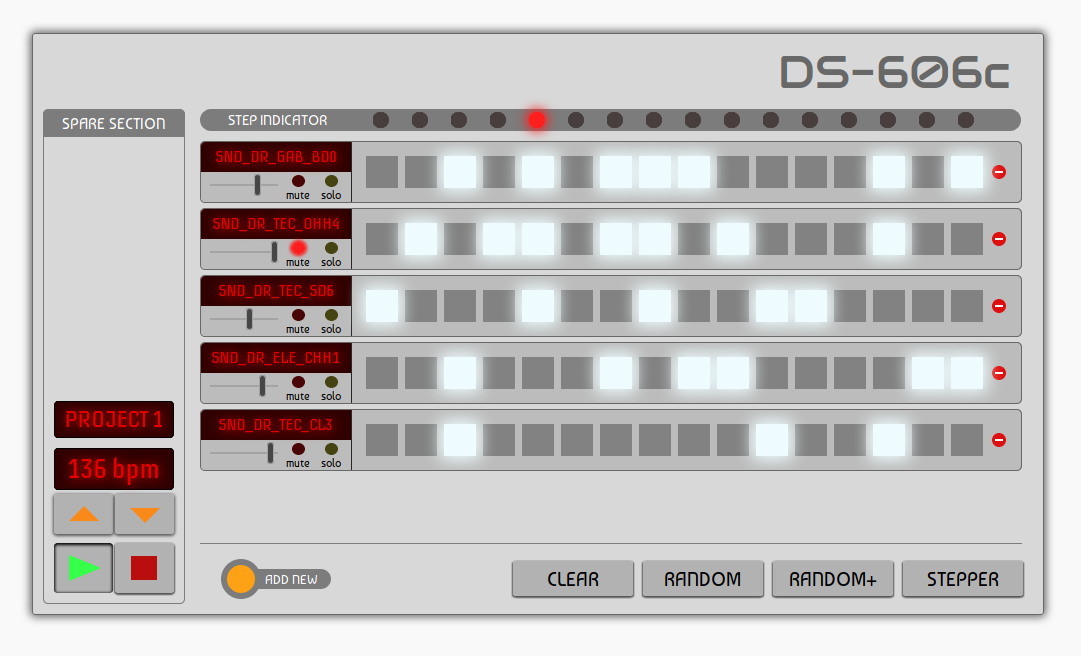 DS-606c
SPARE SECTION
STEP INDICATOR
SND_DR_GAB_BD0
mute solo
SND_DR_TEC_OHH4
mute solo
SND_DR_TEC_SD6
mute solo
SND_DR_ELE_CHH1
mute solo
SND_DR_TEC_CL3
mute solo
PROJECT 1
136 bpm
ADD NEW
CLEAR
RANDOM
RANDOM+
STEPPER